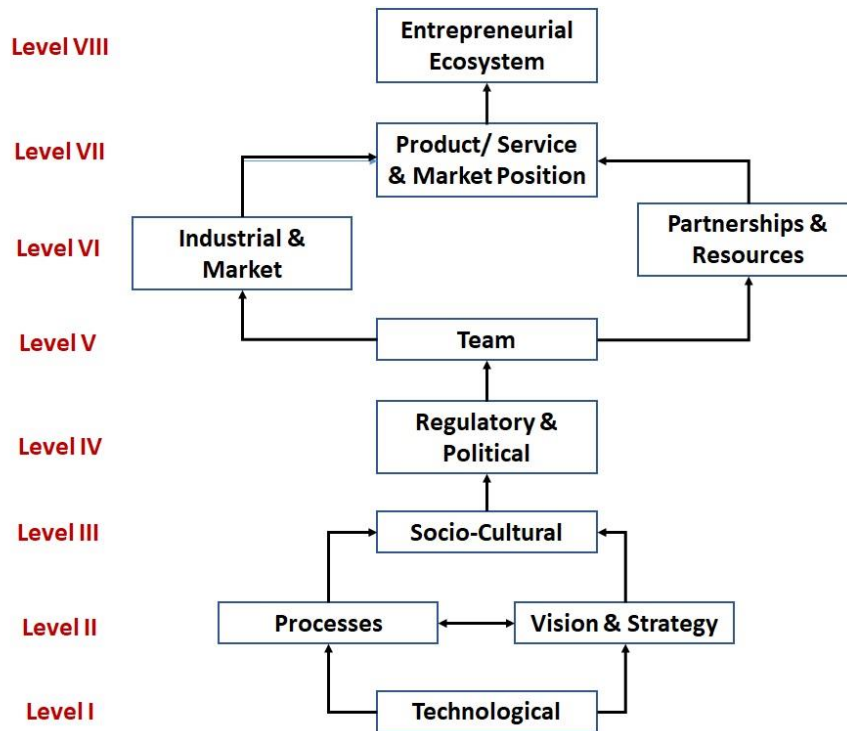 Level VIII
Entrepreneurial
Ecosystem
Level VII
Product/ Service
& Market Position
Level VI
Industrial &
Market
Partnerships &
Resources
Level V
Team
Level IV
Regulatory &
Political
Level III
Socio-Cultural
Level II
Processes
Vision & Strategy
Level I
Technological